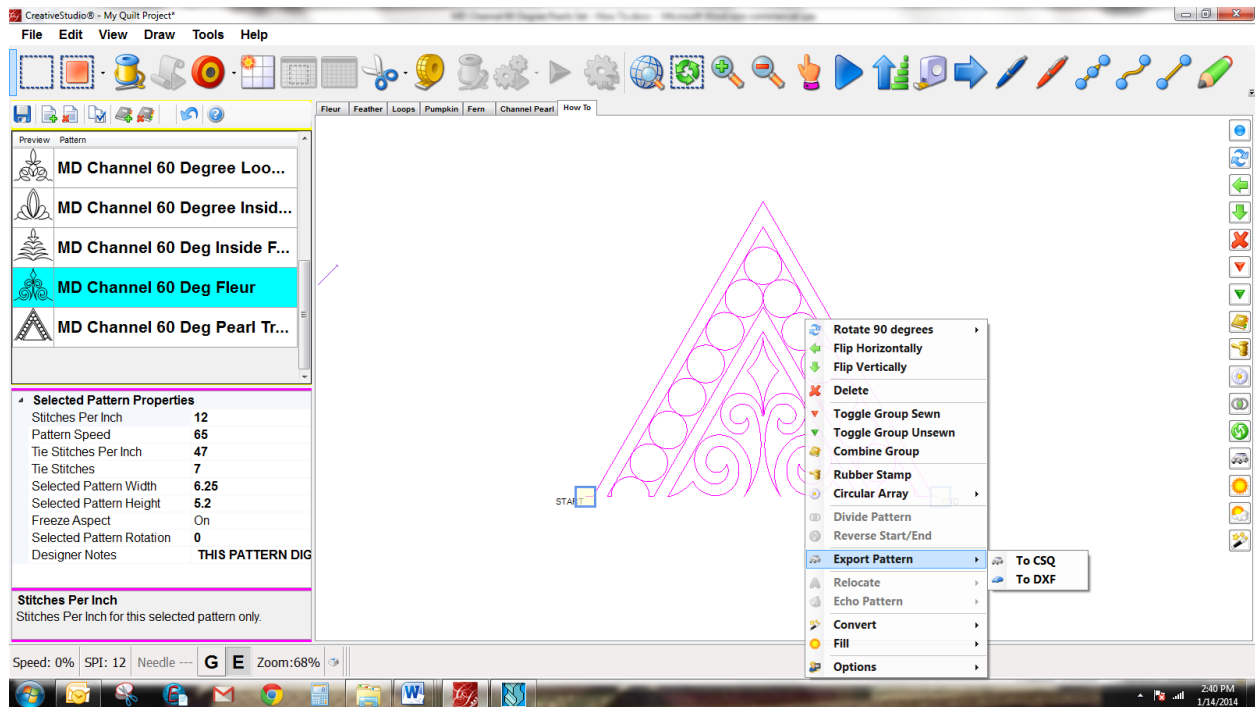 CreativeStudio® - My Quilt Project*
File Edit View Draw Tools Help
Fleur Feather Loops Pumpkin Fern Channel Pearl How To
Preview Pattern
MD Channel 60 Degree Loo...
MD Channel 60 Degree Insid...
MD Channel 60 Deg Inside F...
MD Channel 60 Deg Fleur
MD Channel 60 Deg Pearl Tr...
Selected Pattern Properties
Stitches Per Inch 12
Pattern Speed 65
Tie Stitches Per Inch 47
Tie Stitches 7
Selected Pattern Width 6.25
Selected Pattern Height 5.2
Freeze Aspect On
Selected Pattern Rotation 0
Designer Notes THIS PATTERN DIG
Stitches Per Inch
Stitches Per Inch for this selected pattern only.
START
Rotate 90 degrees
Flip Horizontally
Flip Vertically
Delete
Toggle Group Sewn
Toggle Group Unsewn
Combine Group
Rubber Stamp
Circular Array
Divide Pattern
Reverse Start/End
Export Pattern
To CSQ
To DXF
Relocate
Echo Pattern
Convert
Fill
Options
Speed: 0% SPI: 12 Needle --- G E Zoom:68%
2:40 PM
1/14/2014